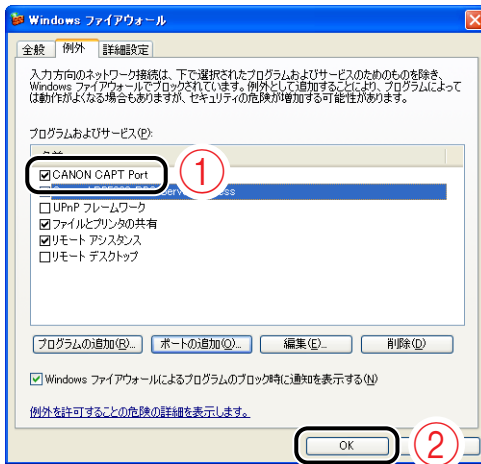 Windows ファイアウォール
全般 例外 詳細設定
入力方向のネットワーク接続は、下で選択されたプログラムおよびサービスのためのものを除き、
Windows ファイアウォールでブロックされています。例外として追加することにより、プログラムによって
は動作がよくなる場合もありますが、セキュリティの危険が増加する可能性があります。
プログラムおよびサービス(P):
CANON CAPT Port
①
UPnP フレームワーク
ファイルとプリンタの共有
リモート アシスタンス
リモート デスクトップ
プログラムの追加(R)... ポートの追加(O)... 編集(E)... 削除(D)
Windows ファイアウォールによるプログラムのブロック時に通知を表示する(N)
例外を許可することの危険の詳細を表示します。
OK ②